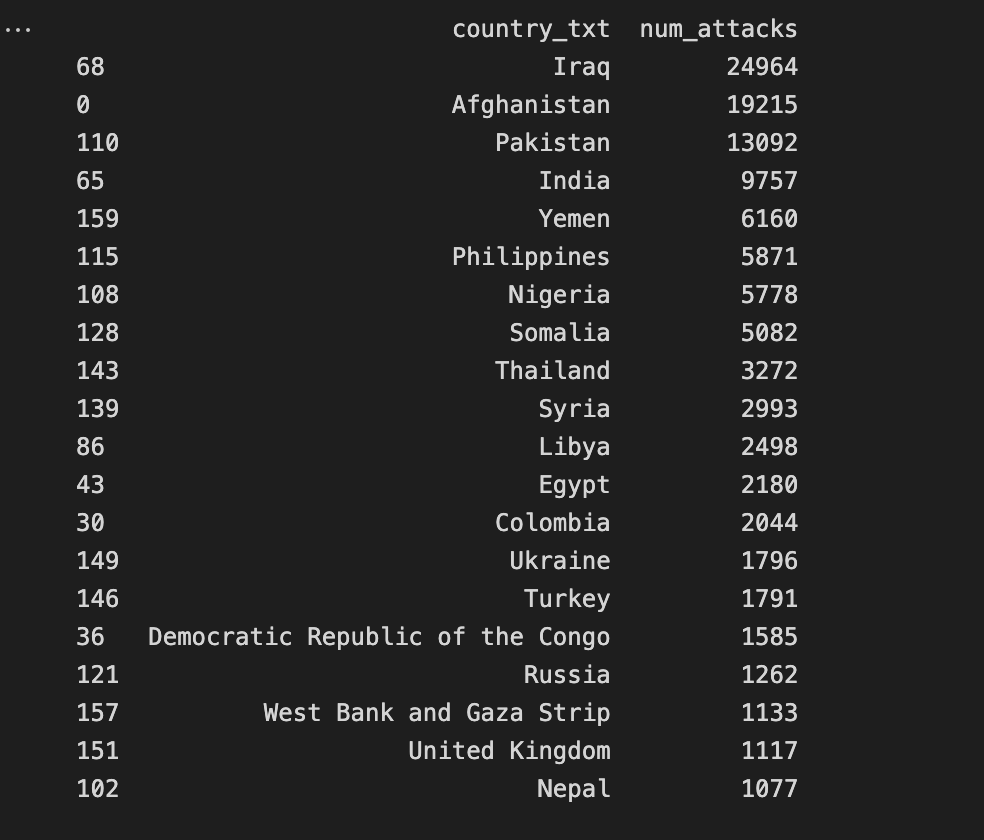 ... country_txt num_attacks
68 Iraq 24964
0 Afghanistan 19215
110 Pakistan 13092
65 India 9757
159 Yemen 6160
115 Philippines 5871
108 Nigeria 5778
128 Somalia 5082
143 Thailand 3272
139 Syria 2993
86 Libya 2498
43 Egypt 2180
30 Colombia 2044
149 Ukraine 1796
146 Turkey 1791
36 Democratic Republic of the Congo 1585
121 Russia 1262
157 West Bank and Gaza Strip 1133
151 United Kingdom 1117
102 Nepal 1077